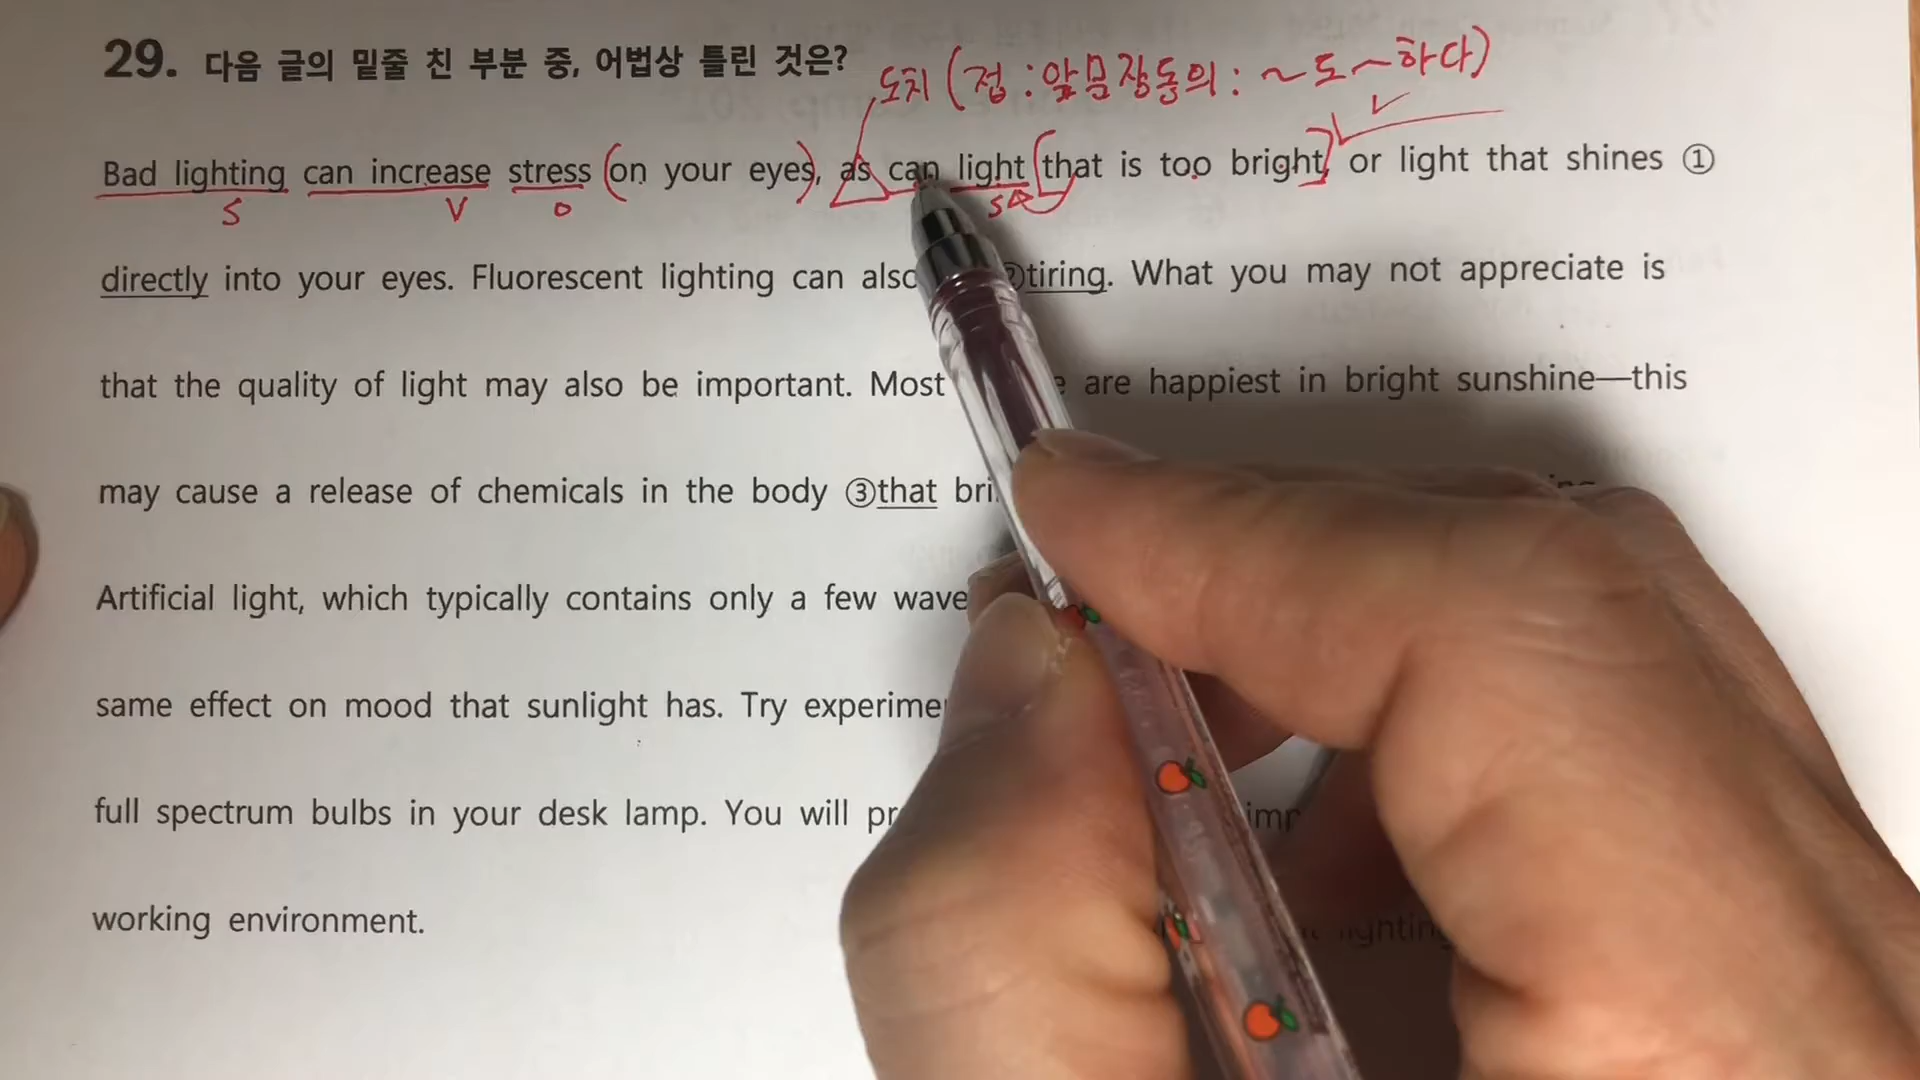 29. 다음 글의 밑줄 친 부분 중, 어법상 틀린 것은?
도치 (접 : 앞문장동의 : ~도 ~하다)
Bad lighting can increase stress (on your eyes), as can light (that is too bright, or light that shines ①
S V O S
directly into your eyes. Fluorescent lighting can also tiring. What you may not appreciate is
that the quality of light may also be important. Most are happiest in bright sunshine—this
may cause a release of chemicals in the body ③that
Artificial light, which typically contains only a few
same effect on mood that sunlight has. Try
full spectrum bulbs in your desk lamp. You will
working environment.